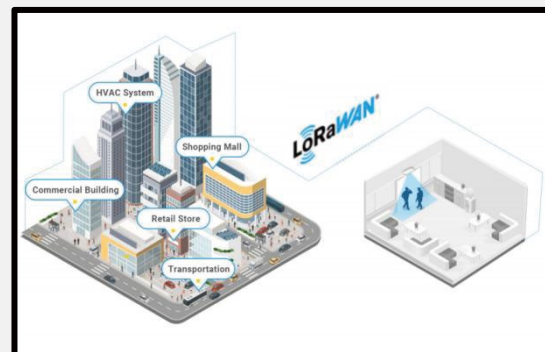 HVAC System
LoRaWAN®
Shopping Mall
Commercial Building
Retail Store
Transportation